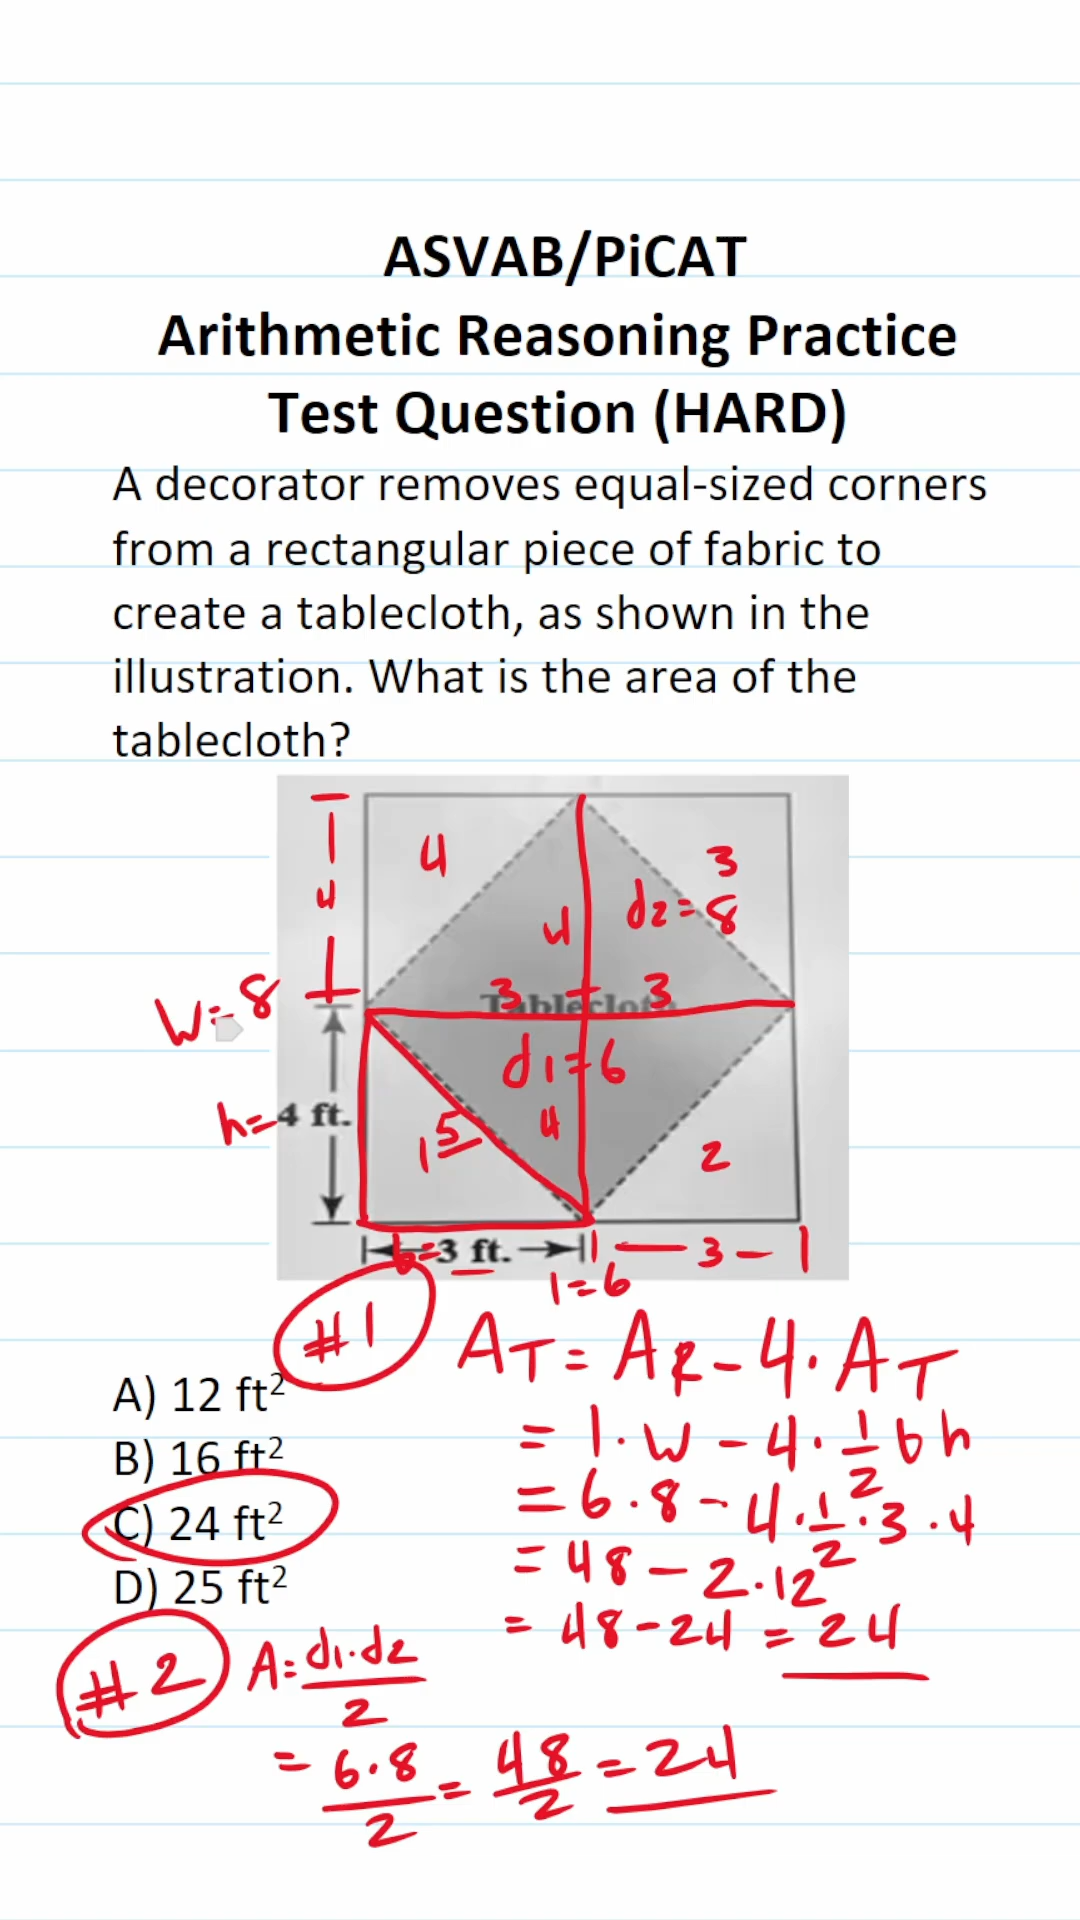 ASVAB/PiCAT
Arithmetic Reasoning Practice
Test Question (HARD)
A decorator removes equal-sized corners
from a rectangular piece of fabric to
create a tablecloth, as shown in the
illustration. What is the area of the
tablecloth?
4
3
4
4
d2=8
3
3
Tablecloth
W=8
d1=6
h=4 ft.
4
5
1
2
b=3 ft.
3
l=6
#1
AT=AR-4·AT
A) 12 ft²
= l·W-4·1/2bh
B) 16 ft²
=6·8-4·1/2·3·4
C) 24 ft²
=48-2·12
D) 25 ft²
=48-24=24
#2
A=d1·d2/2
=6·8/2=48/2=24